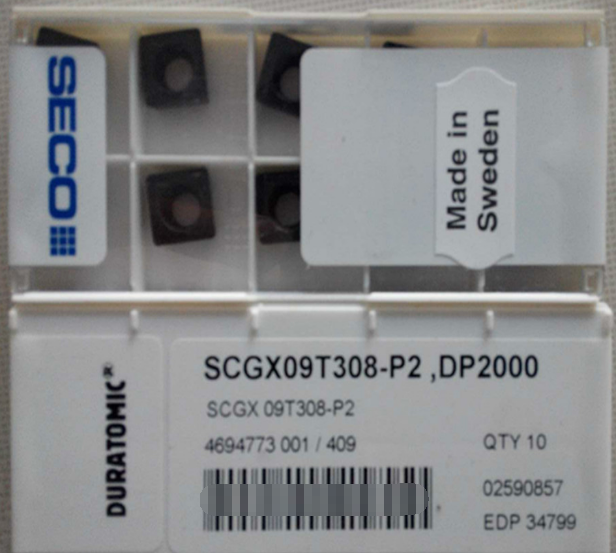 SECO
Made in
Sweden
DURATOMIC®
SCGX09T308-P2 ,DP2000
SCGX 09T308-P2
4694773 001 / 409
QTY 10
02590857
EDP 34799